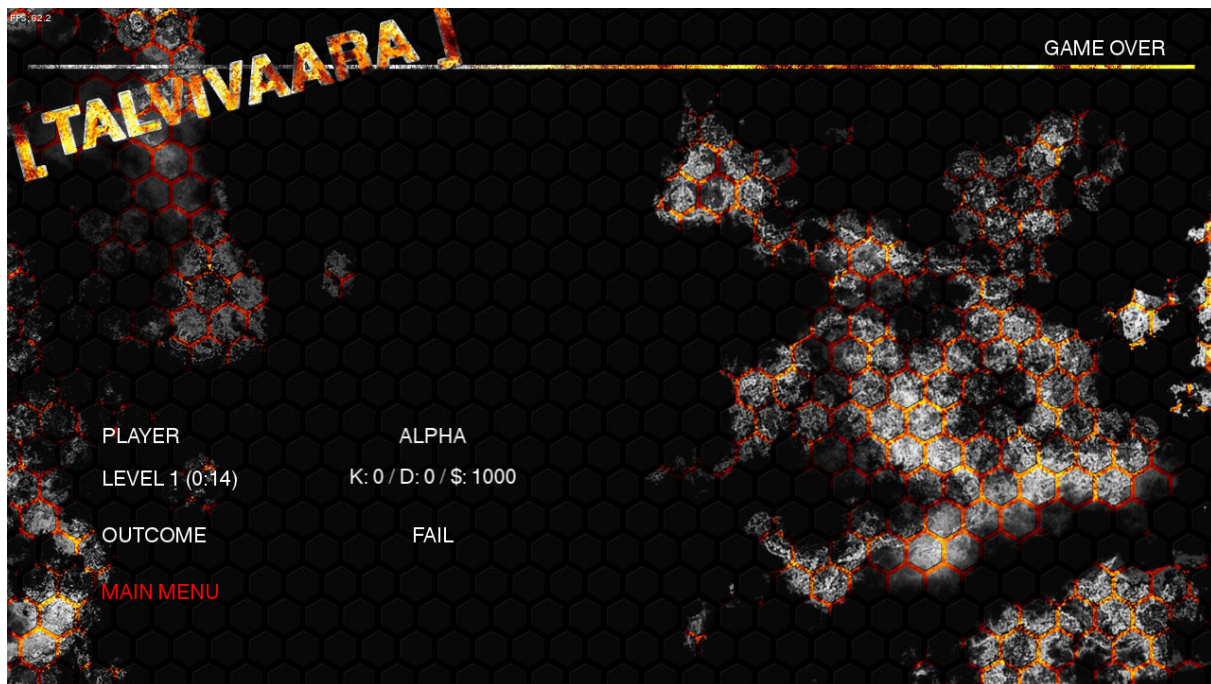 FPS: 62.2
GAME OVER
[ TALVIVAARA ]
PLAYER ALPHA
LEVEL 1 (0:14) K: 0 / D: 0 / $: 1000
OUTCOME FAIL
MAIN MENU